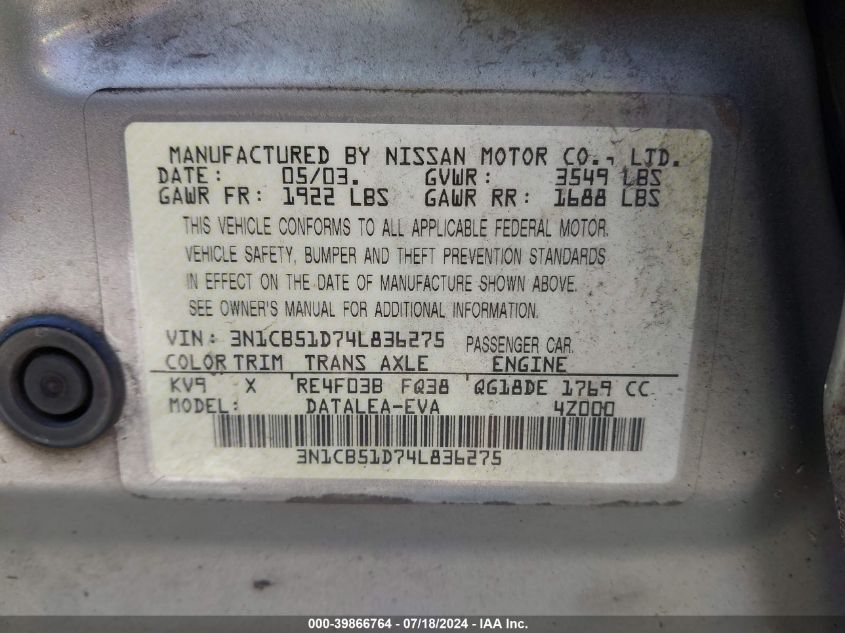 MANUFACTURED BY NISSAN MOTOR CO., LTD.
DATE: 05/03. GVWR: 3549 LBS
GAWR FR: 1922 LBS GAWR RR: 1688 LBS
THIS VEHICLE CONFORMS TO ALL APPLICABLE FEDERAL MOTOR
VEHICLE SAFETY, BUMPER AND THEFT PREVENTION STANDARDS
IN EFFECT ON THE DATE OF MANUFACTURE SHOWN ABOVE.
SEE OWNER'S MANUAL FOR ADDITIONAL INFORMATION.
VIN: 3N1CB51D74L836275 PASSENGER CAR
COLOR TRIM TRANS AXLE ENGINE
KV9 X RE4F03B FQ38 QG18DE 1769 CC
MODEL: DATALEA-EVA 4Z000
3N1CB51D74L836275
000-39866764 - 07/18/2024 - IAA Inc.